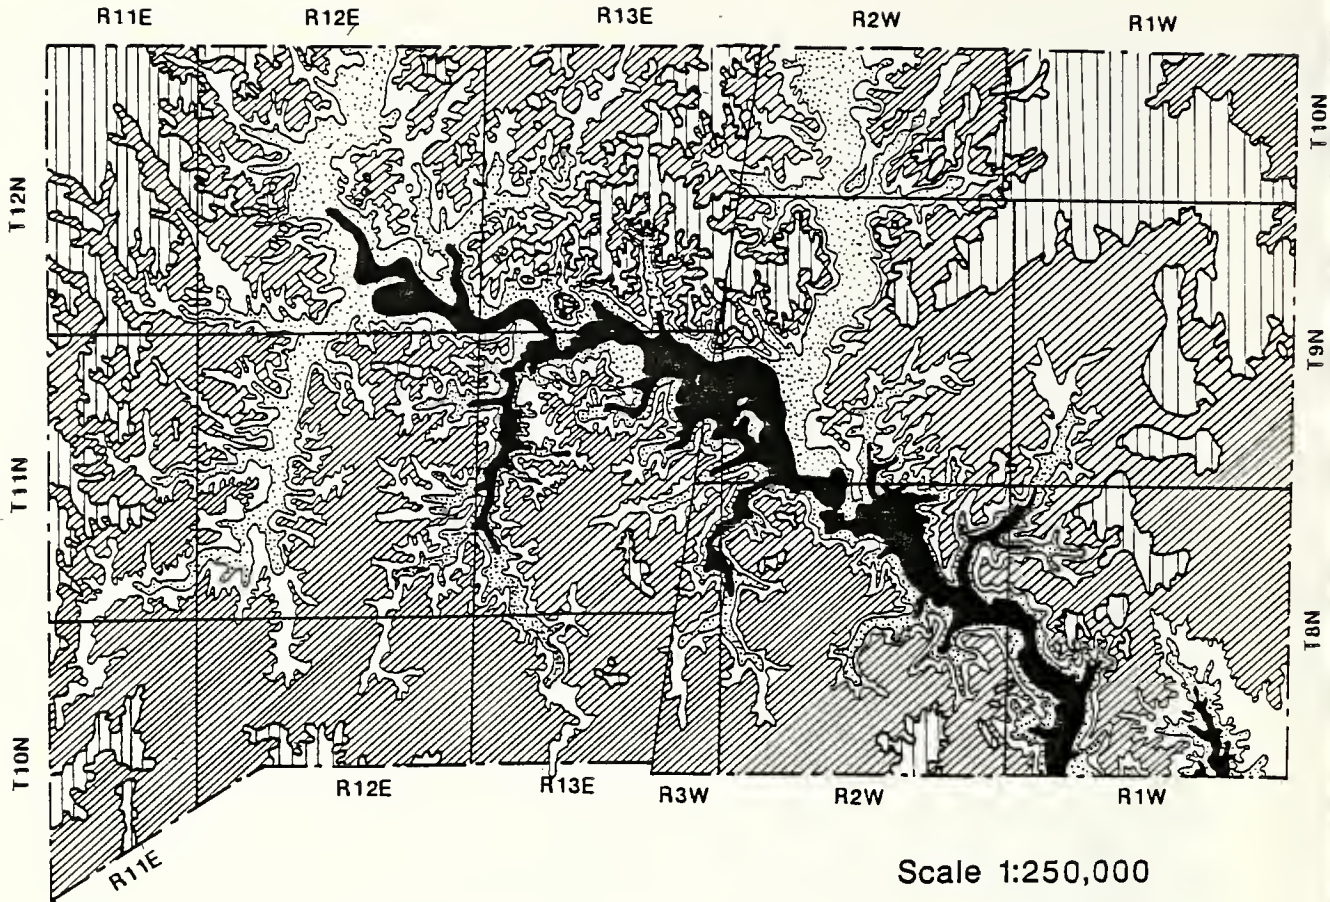 R11E R12E R13E R2W R1W
T10N
T12N
T9N
T11N
T8N
T10N
R12E R13E R3W R2W R1W
R11E
Scale 1:250,000